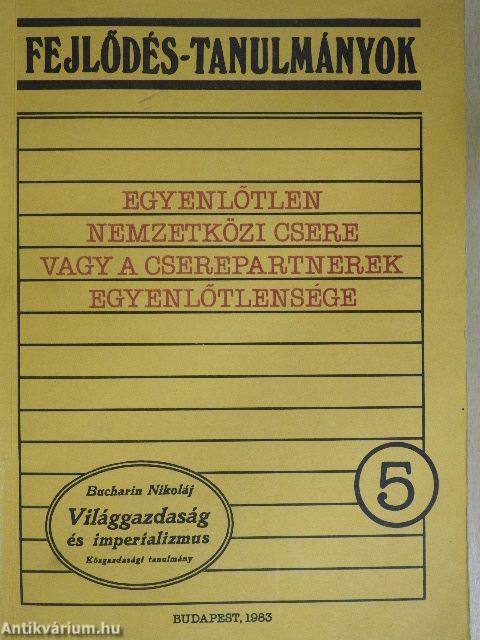 FEJLŐDÉS-TANULMÁNYOK
EGYENLŐTLEN
NEMZETKÖZI CSERE
VAGY A CSEREPARTNEREK
EGYENLŐTLENSÉGE
5
Bucharin Nikoláj
Világgazdaság
és imperializmus
Közgazdasági tanulmány
BUDAPEST, 1983
Antikvárium.hu